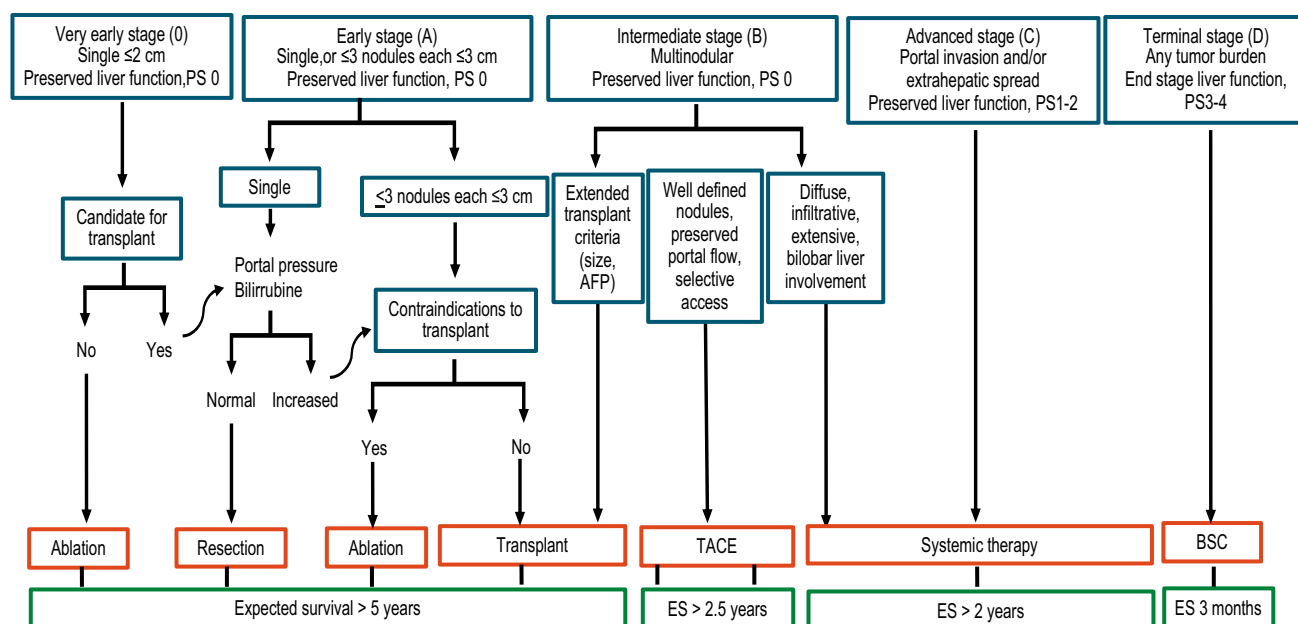 Very early stage (0)
Single ≤2 cm
Preserved liver function,PS 0
Early stage (A)
Single,or ≤3 nodules each ≤3 cm
Preserved liver function, PS 0
Intermediate stage (B)
Multinodular
Preserved liver function, PS 0
Advanced stage (C)
Portal invasion and/or
extrahepatic spread
Preserved liver function, PS1-2
Terminal stage (D)
Any tumor burden
End stage liver function,
PS3-4
Candidate for
transplant
Single
≤3 nodules each ≤3 cm
Extended
transplant
criteria
(size,
AFP)
Well defined
nodules,
preserved
portal flow,
selective
access
Diffuse,
infiltrative,
extensive,
bilobar liver
involvement
Portal pressure
Bilirrubine
Contraindications to
transplant
No
Yes
Normal
Increased
Yes
No
Ablation
Resection
Ablation
Transplant
TACE
Systemic therapy
BSC
Expected survival > 5 years
ES > 2.5 years
ES > 2 years
ES 3 months